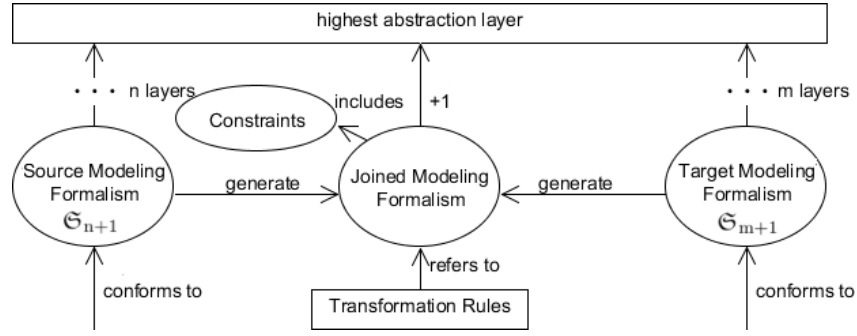 highest abstraction layer
· · · n layers
includes
+1
· · · m layers
Constraints
Source Modeling
Formalism
𝔖n+1
generate
Joined Modeling
Formalism
generate
Target Modeling
Formalism
𝔖m+1
conforms to
refers to
conforms to
Transformation Rules